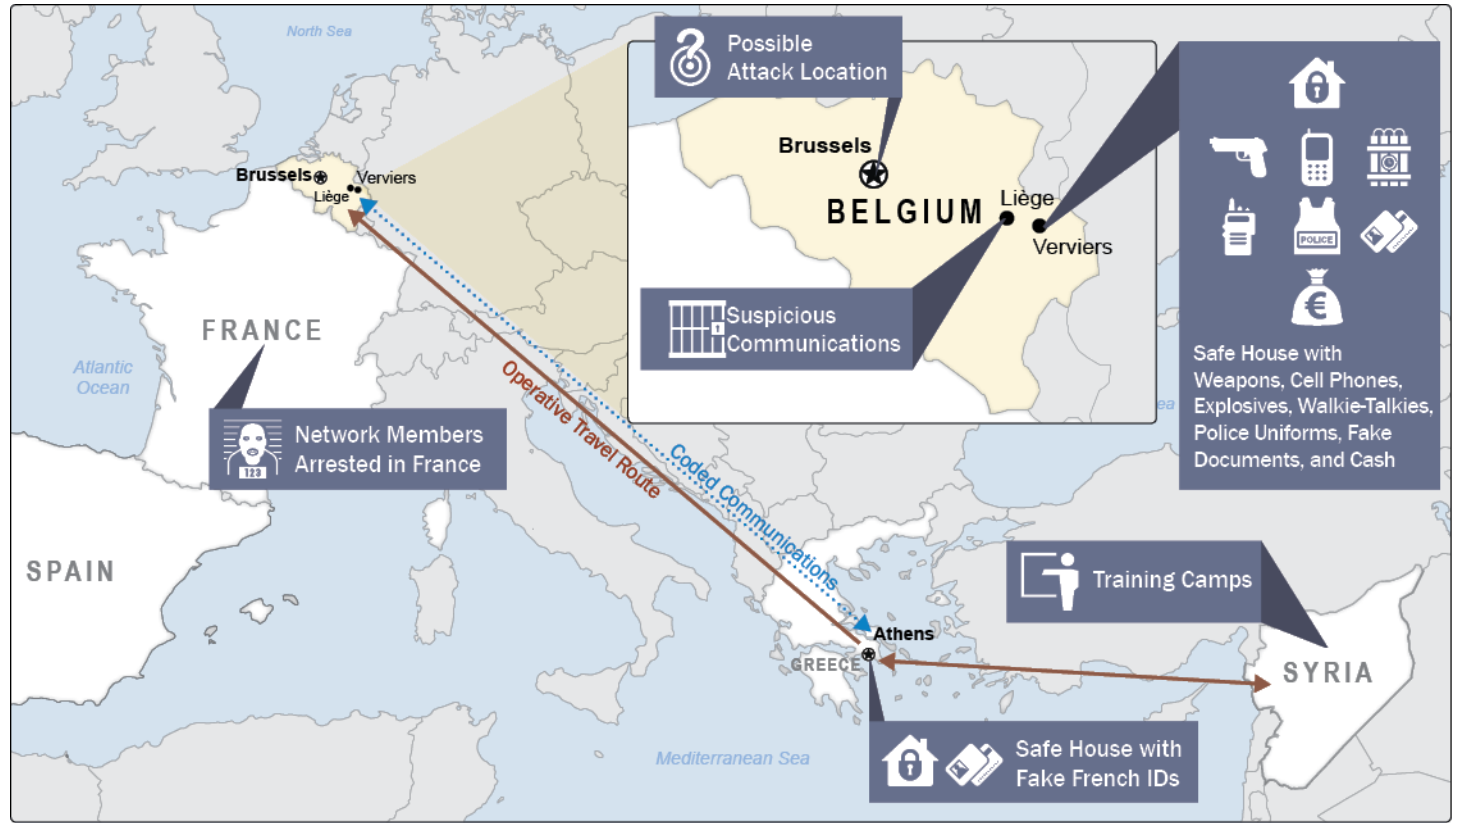 North Sea
Possible
Attack Location
Brussels
BELGIUM
Liège
Verviers
Suspicious
Communications
POLICE
€
Safe House with
Weapons, Cell Phones,
Explosives, Walkie-Talkies,
Police Uniforms, Fake
Documents, and Cash
Brussels
Verviers
Liège
FRANCE
Atlantic
Ocean
Network Members
Arrested in France
123
Operative Travel Route
Coded Communications
ea
SPAIN
Training Camps
SYRIA
Athens
GREECE
Safe House with
Fake French IDs
Mediterranean Sea